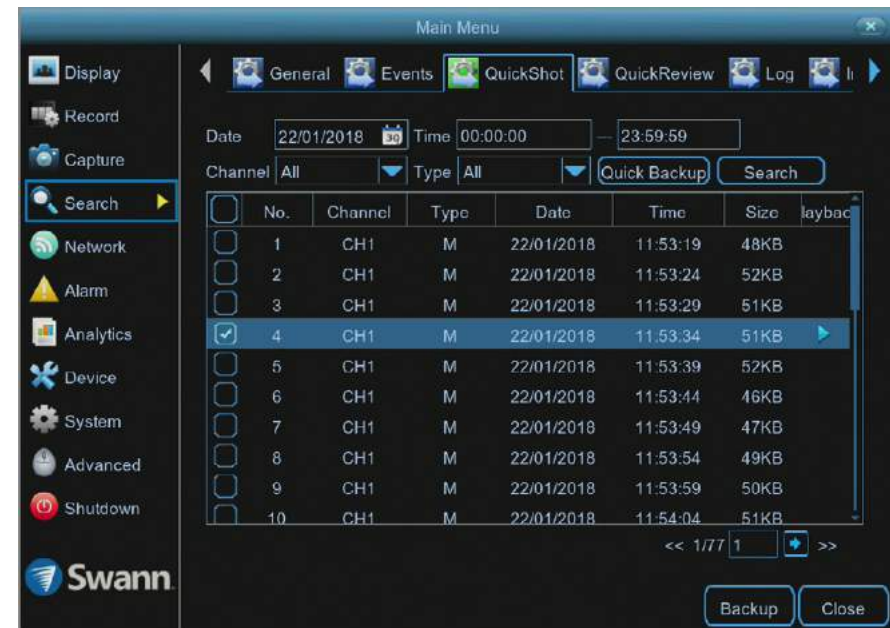 Main Menu
Display
Record
Capture
Search
Network
Alarm
Analytics
Device
System
Advanced
Shutdown
Swann
General Events QuickShot QuickReview Log
Date 22/01/2018 30 Time 00:00:00 — 23:59:59
Channel All Type All Quick Backup Search
No. Channel Type Date Time Size laybac
1 CH1 M 22/01/2018 11:53:19 48KB
2 CH1 M 22/01/2018 11:53:24 52KB
3 CH1 M 22/01/2018 11:53:29 51KB
4 CH1 M 22/01/2018 11:53:34 51KB
5 CH1 M 22/01/2018 11:53:39 52KB
6 CH1 M 22/01/2018 11:53:44 46KB
7 CH1 M 22/01/2018 11:53:49 47KB
8 CH1 M 22/01/2018 11:53:54 49KB
9 CH1 M 22/01/2018 11:53:59 50KB
10 CH1 M 22/01/2018 11:54:04 51KB
<< 1/77 1 >>
Backup Close